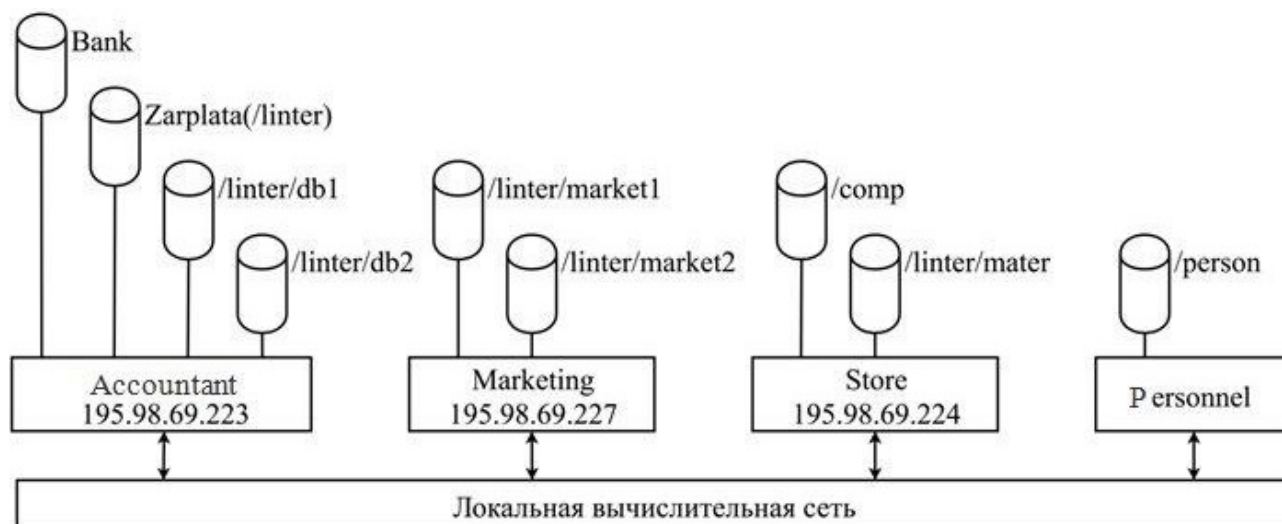 Bank
Zarplata(/linter)
/linter/db1
/linter/db2
/linter/market1
/linter/market2
/comp
/linter/mater
/person
Accountant
195.98.69.223
Marketing
195.98.69.227
Store
195.98.69.224
Personnel
Локальная вычислительная сеть